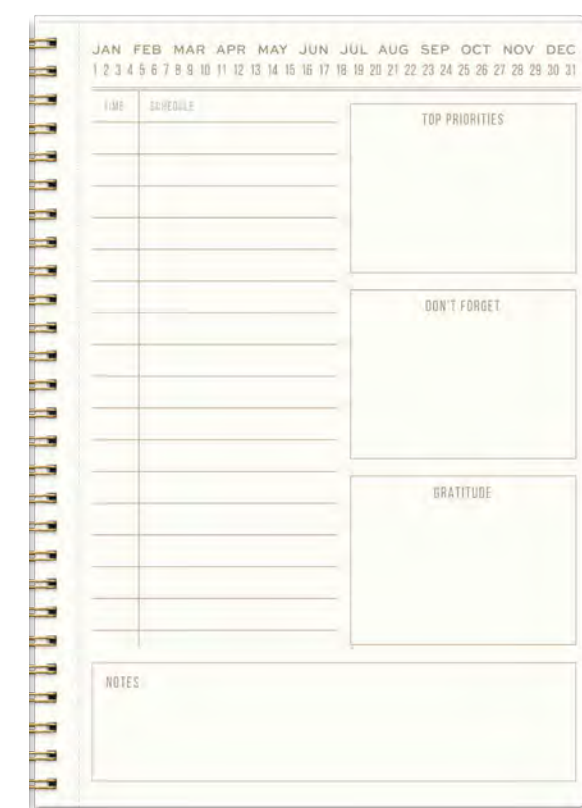 JAN FEB MAR APR MAY JUN JUL AUG SEP OCT NOV DEC
1 2 3 4 5 6 7 8 9 10 11 12 13 14 15 16 17 18 19 20 21 22 23 24 25 26 27 28 29 30 31
TIME SCHEDULE
TOP PRIORITIES
DON'T FORGET
GRATITUDE
NOTES